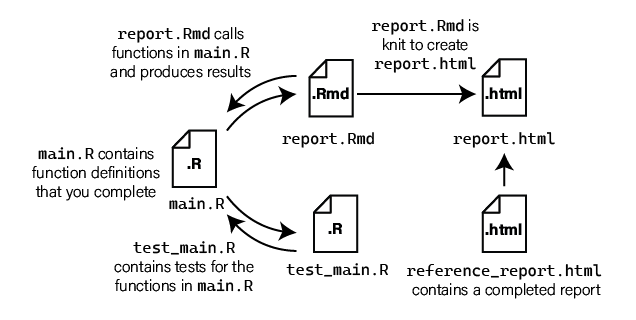 report.Rmd calls
functions in main.R
and produces results
report.Rmd is
knit to create
report.html
.Rmd
report.Rmd
.html
report.html
main.R contains
function definitions
that you complete
.R
main.R
test_main.R
contains tests for the
functions in main.R
.R
test_main.R
.html
reference_report.html
contains a completed report